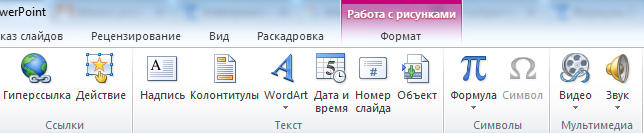 werPoint
Работа с рисунками
каз слайдов Рецензирование Вид Раскадровка Формат
Гиперссылка Действие Надпись Колонтитулы WordArt Дата и время Номер слайда Объект Формула Символ Видео Звук
Ссылки Текст Символы Мультимедиа